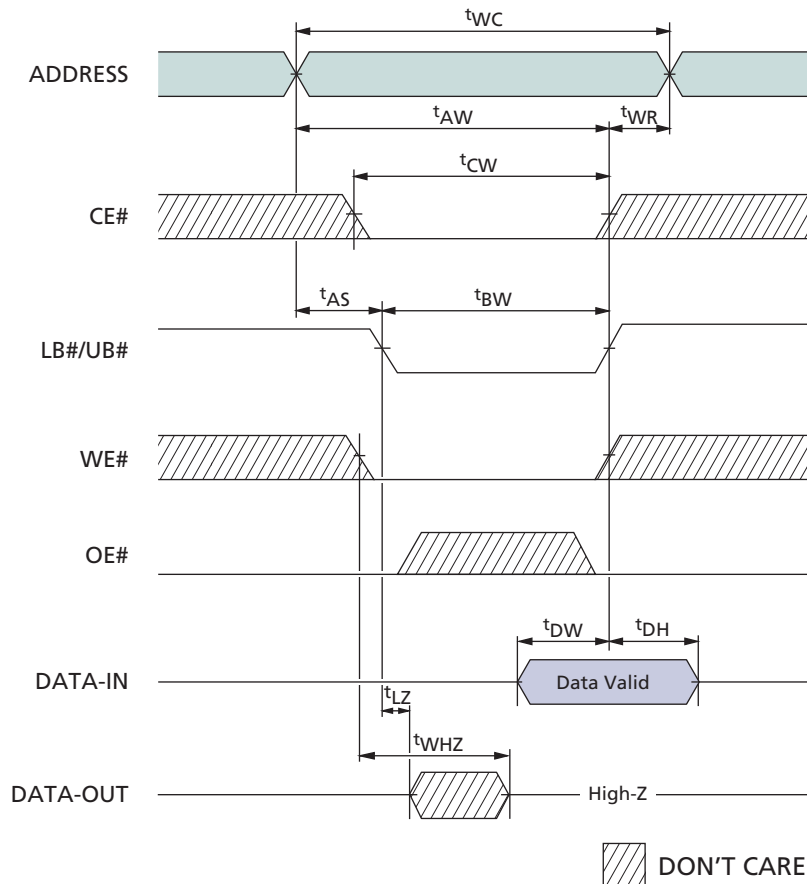 tWC
ADDRESS
tAW
tWR
tCW
CE#
tAS
tBW
LB#/UB#
WE#
OE#
tDW
tDH
DATA-IN
Data Valid
tLZ
tWHZ
DATA-OUT
High-Z
DON'T CARE